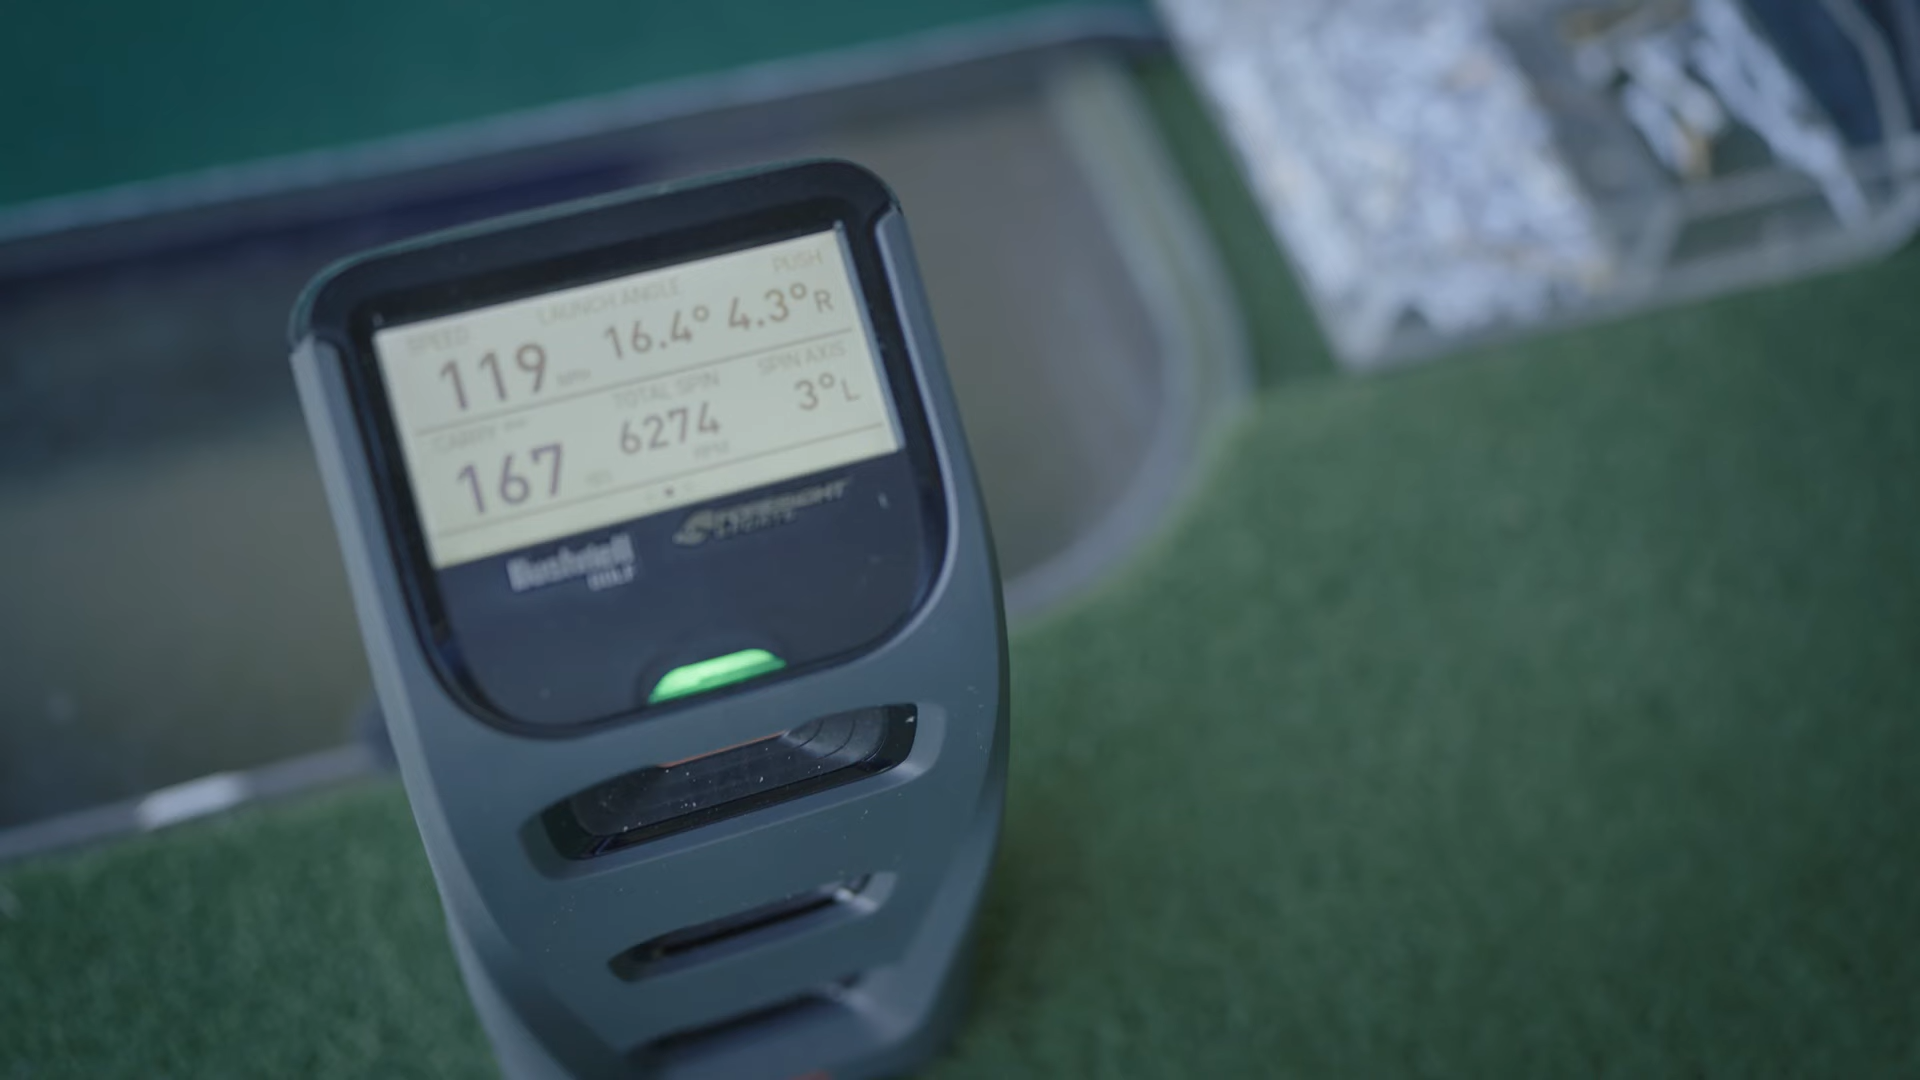 SPEED LAUNCH ANGLE PUSH
119 MPH 16.4° 4.3°R
CARRY TOTAL SPIN SPIN AXIS
167 6274 RPM 3°L
Bushnell
GOLF